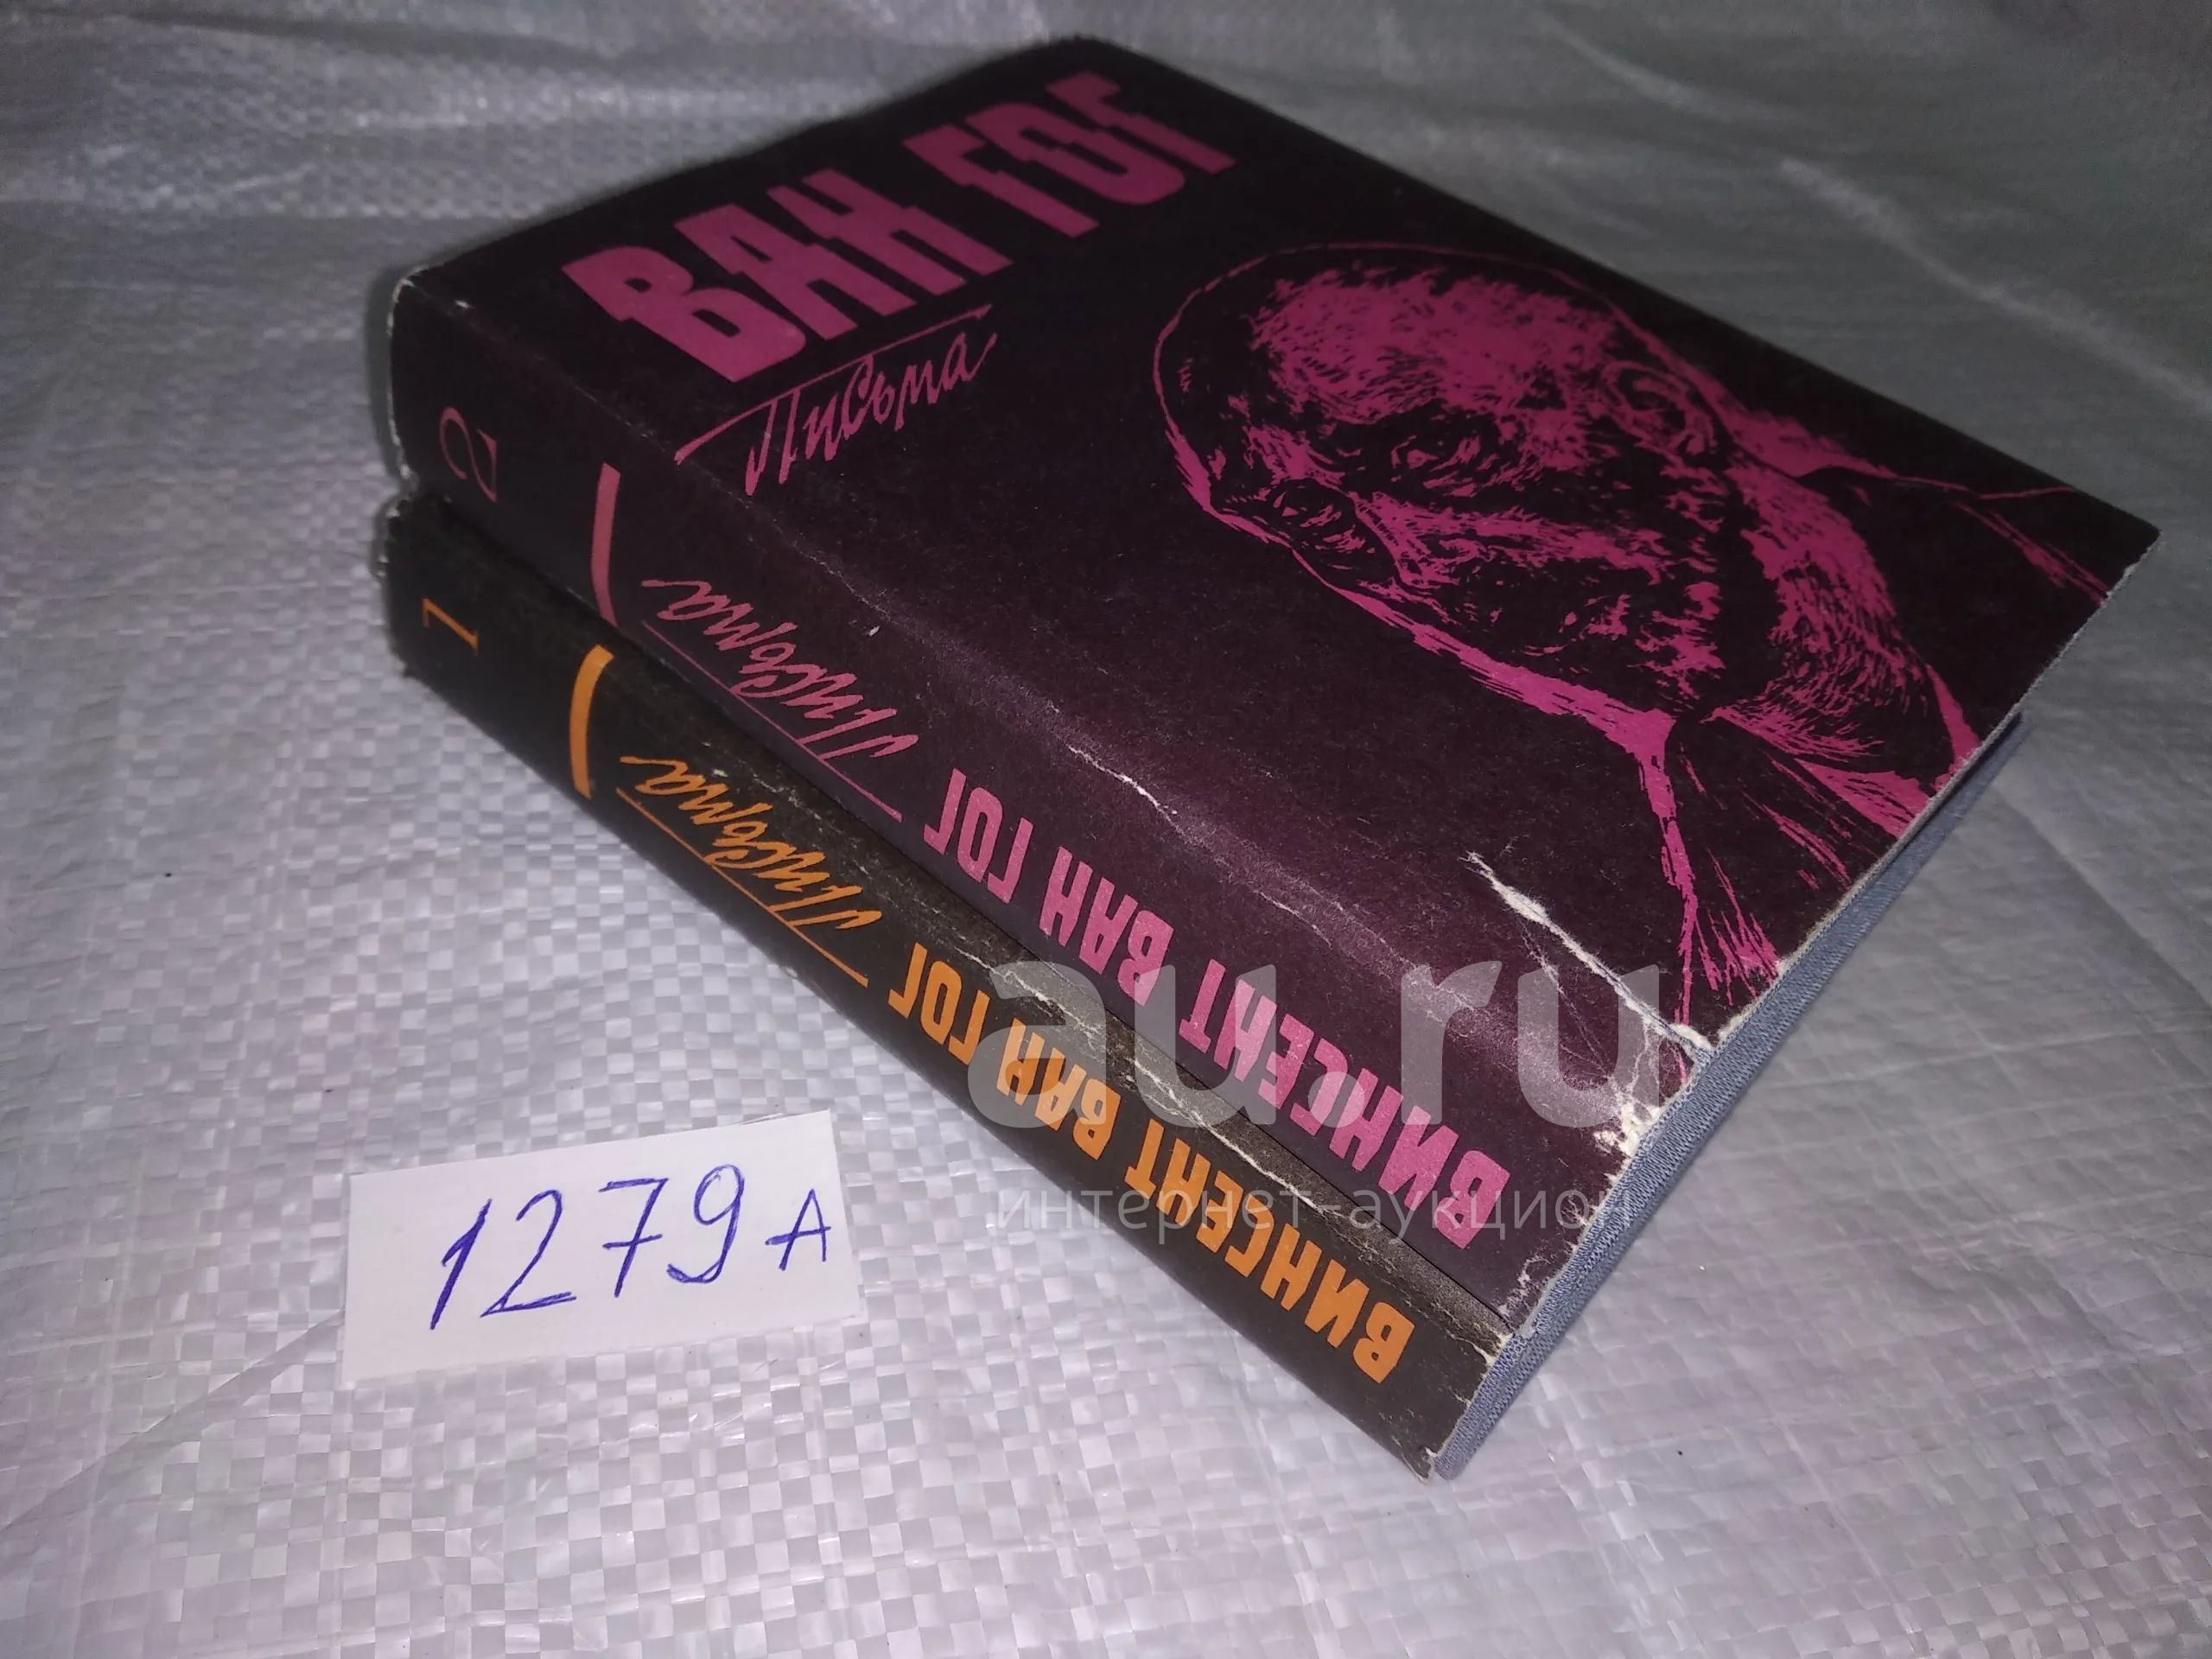 ВАН ГОГ
Письма
2
Письма
ВИНСЕНТ ВАН ГОГ
1
Письма
ВИНСЕНТ ВАН ГОГ
1279А
au.ru
интернет-аукцион